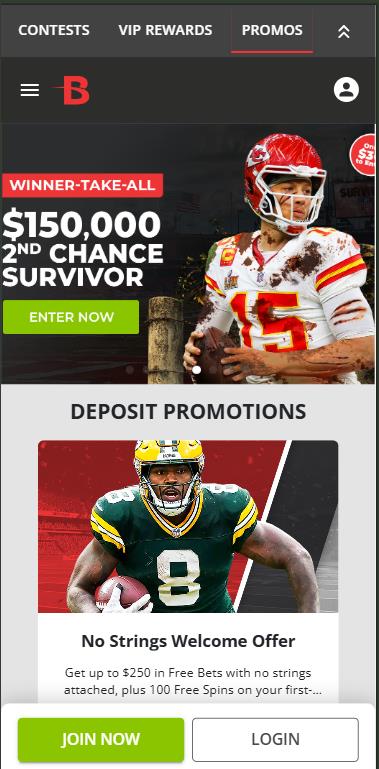 CONTESTS VIP REWARDS PROMOS
B
WINNER-TAKE-ALL
$150,000
2ND CHANCE
SURVIVOR
ENTER NOW
15
DEPOSIT PROMOTIONS
8
No Strings Welcome Offer
Get up to $250 in Free Bets with no strings
attached, plus 100 Free Spins on your first-...
JOIN NOW LOGIN